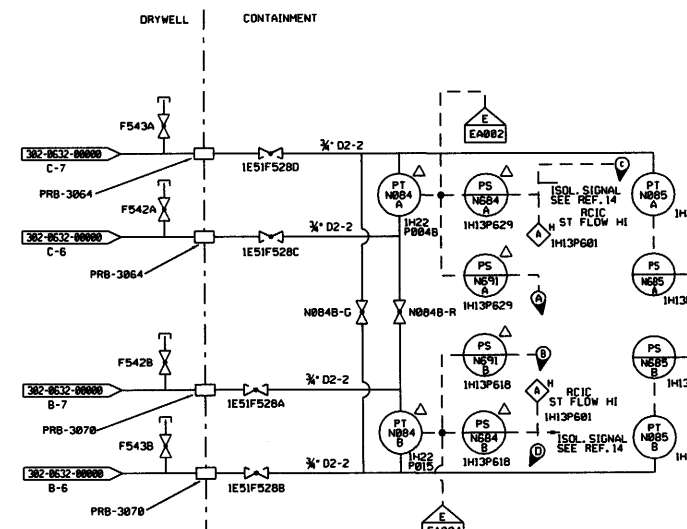 DRYWELL CONTAINMENT
E
EA002
F543A
302-0632-00000
C-7
1E51F528D
¾" D2-2
PRB-3064
PT
N084
A
PS
N684
A
1H13P629
1H22
P004B
C
ISOL. SIGNAL
SEE REF. 14
RCIC
ST FLOW HI
A H
1H13P601
PT
N085
A
F542A
302-0632-00000
C-6
1E51F528C
¾" D2-2
PRB-3064
PS
N691
A
1H13P629
A
PS
N685
A
N084B-G
N084B-R
F542B
302-0632-00000
B-7
1E51F528A
¾" D2-2
PRB-3070
PS
N691
B
1H13P618
B
A H
RCIC
ST FLOW HI
1H13P601
PS
N685
B
F543B
302-0632-00000
B-6
1E51F528B
¾" D2-2
PRB-3070
PT
N084
B
1H22
P015
PS
N684
B
1H13P618
ISOL. SIGNAL
SEE REF. 14
D
PT
N085
B
E